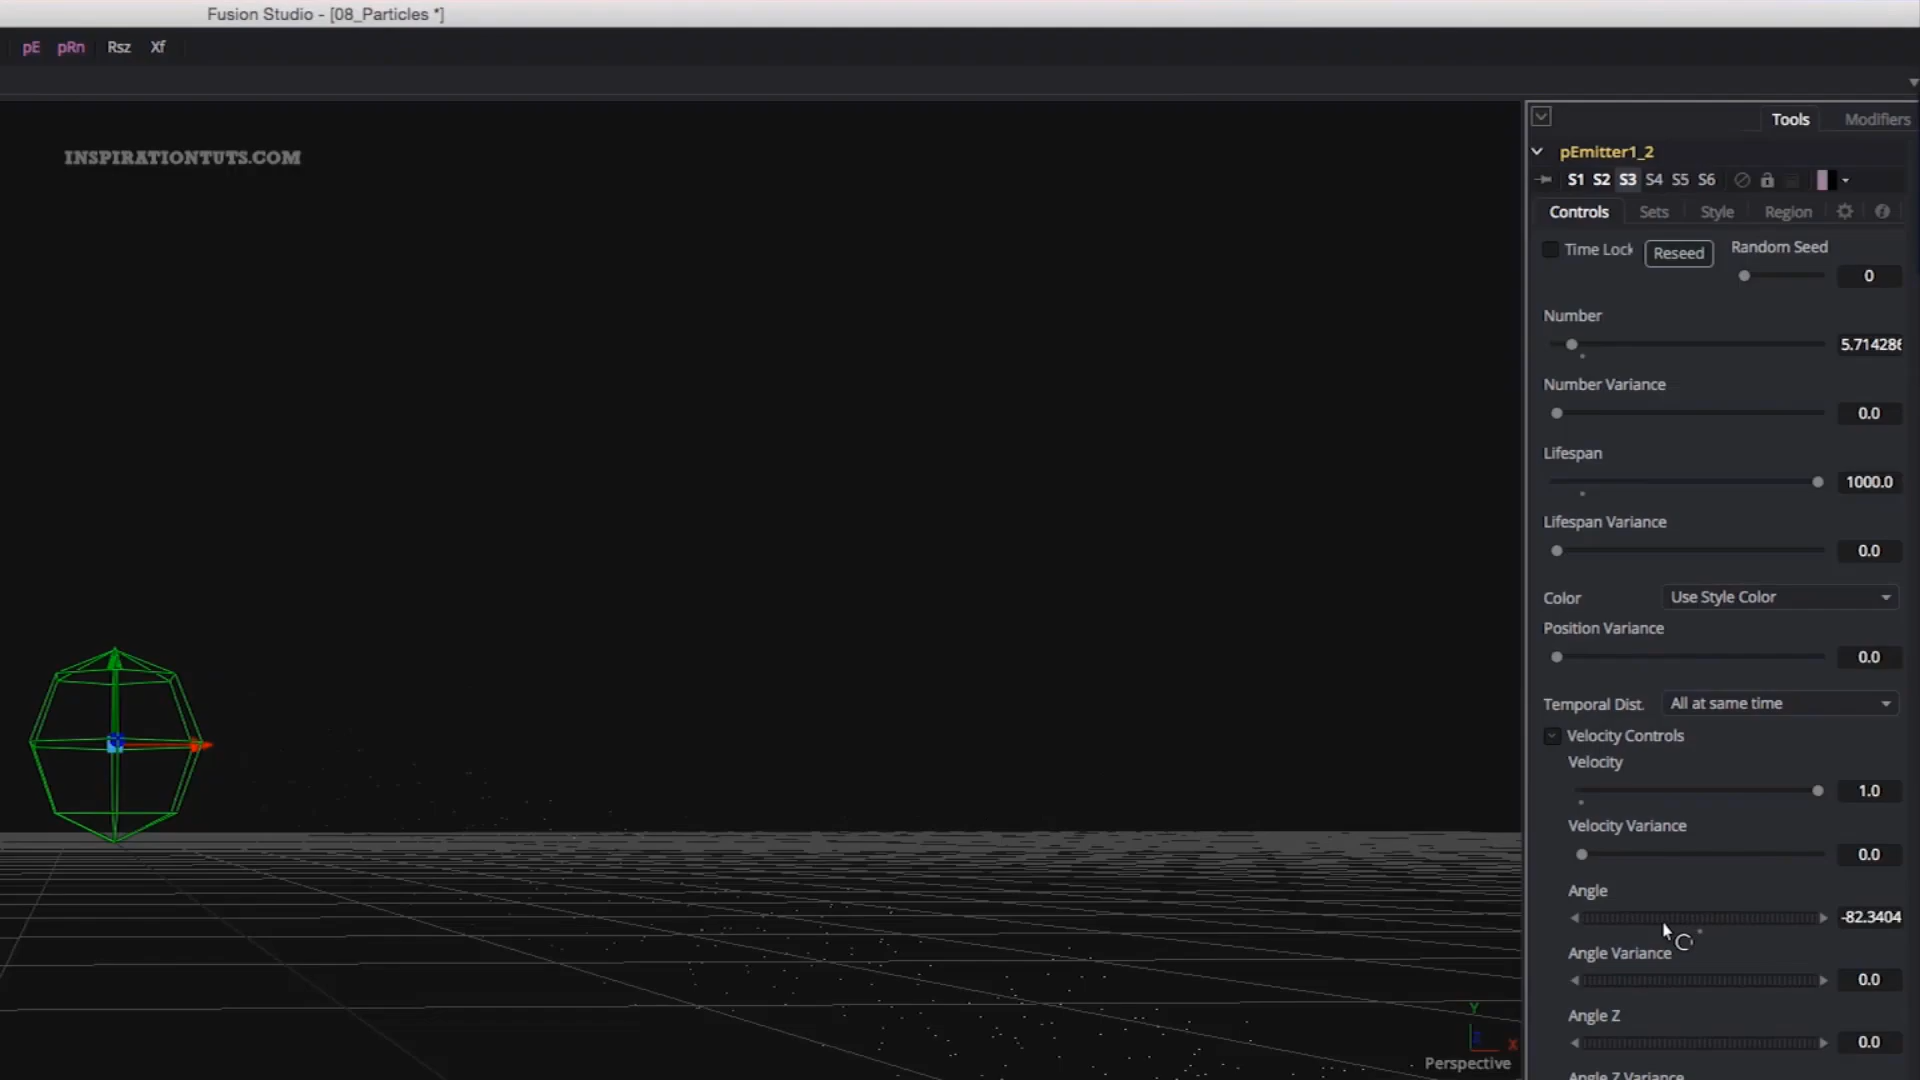 Fusion Studio - [08_Particles *]
pE pRn Rsz Xf
INSPIRATIONTUTS.COM
Tools Modifiers
pEmitter1_2
S1 S2 S3 S4 S5 S6
Controls Sets Style Region
Time Lock Reseed Random Seed
0
Number
5.714286
Number Variance
0.0
Lifespan
1000.0
Lifespan Variance
0.0
Color Use Style Color
Position Variance
0.0
Temporal Dist. All at same time
Velocity Controls
Velocity
1.0
Velocity Variance
0.0
Angle
-82.3404
Angle Variance
0.0
Angle Z
0.0
Angle Z Variance
Y
Z
X
Perspective